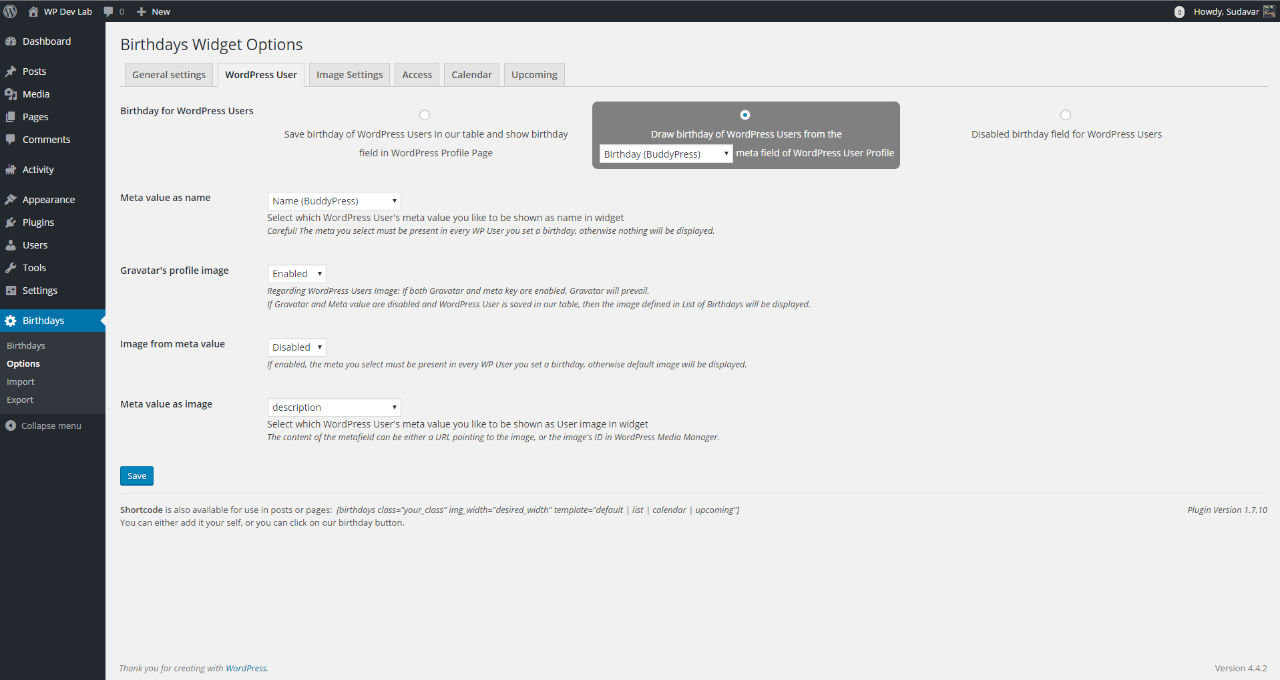 WP Dev Lab 0 New 0 Howdy, Sudavar
Dashboard
Posts
Media
Pages
Comments
Activity
Appearance
Plugins
Users
Tools
Settings
Birthdays
Birthdays
Options
Import
Export
Collapse menu
Birthdays Widget Options
General settings WordPress User Image Settings Access Calendar Upcoming
Birthday for WordPress Users
Save birthday of WordPress Users in our table and show birthday
field in WordPress Profile Page
Draw birthday of WordPress Users from the
Birthday (BuddyPress) meta field of WordPress User Profile
Disabled birthday field for WordPress Users
Meta value as name
Name (BuddyPress)
Select which WordPress User's meta value you like to be shown as name in widget
Careful! The meta you select must be present in every WP User you set a birthday, otherwise nothing will be displayed.
Gravatar's profile image
Enabled
Regarding WordPress Users Image: If both Gravatar and meta key are enabled, Gravatar will prevail.
If Gravatar and Meta value are disabled and WordPress User is saved in our table, then the image defined in List of Birthdays will be displayed.
Image from meta value
Disabled
If enabled, the meta you select must be present in every WP User you set a birthday, otherwise default image will be displayed.
Meta value as image
description
Select which WordPress User's meta value you like to be shown as User image in widget
The content of the metafield can be either a URL pointing to the image, or the image's ID in WordPress Media Manager.
Save
Shortcode is also available for use in posts or pages: [birthdays class="your_class" img_width="desired_width" template="default | list | calendar | upcoming"]
Plugin Version 1.7.10
You can either add it your self, or you can click on our birthday button.
Thank you for creating with WordPress.
Version 4.4.2